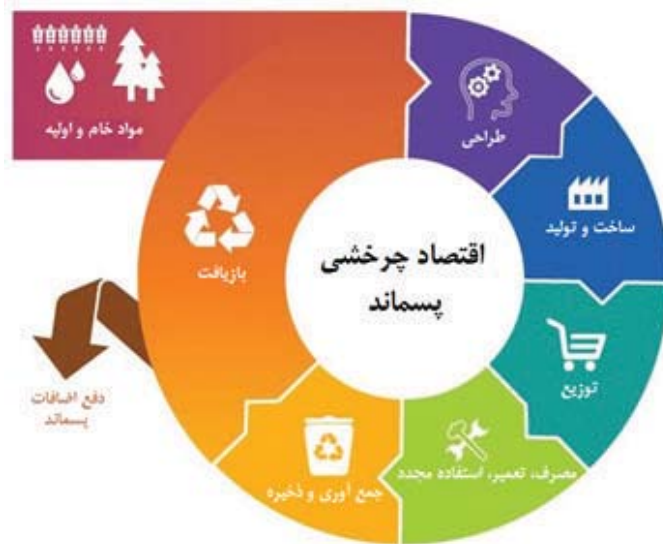 مواد خام و اولیه
طراحی
ساخت و تولید
توزیع
مصرف، تعمیر، استفاده مجدد
جمع آوری و ذخیره
بازیافت
دفع اضافات
پسماند
اقتصاد چرخشی
پسماند